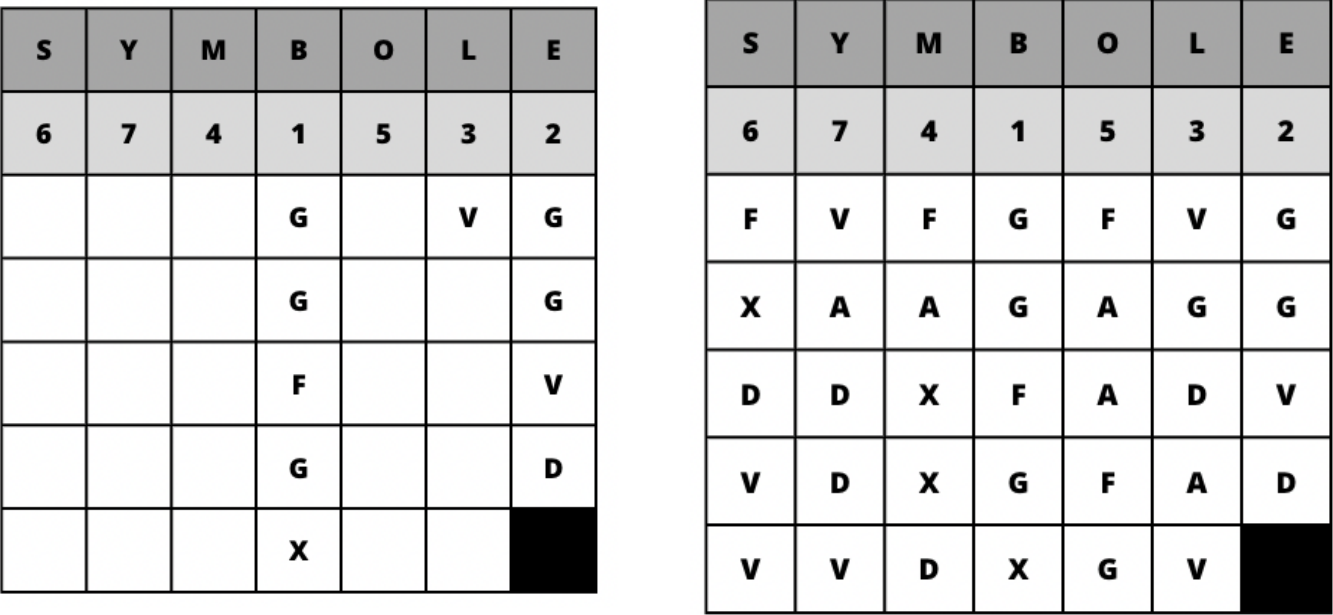 S Y M B O L E
6 7 4 1 5 3 2
G V G
G G
F V
G D
X
S Y M B O L E
6 7 4 1 5 3 2
F V F G F V G
X A A G A G G
D D X F A D V
V D X G F A D
V V D X G V